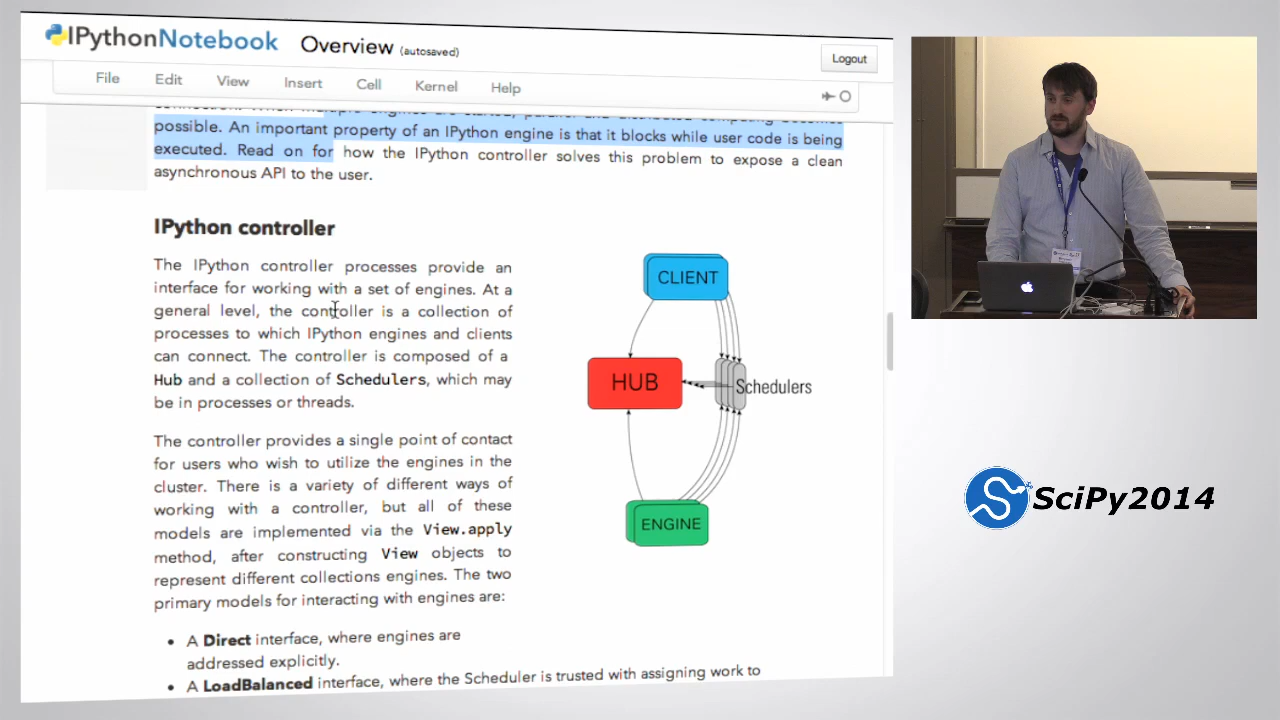 IPythonNotebook Overview (autosaved)
Logout
File Edit View Insert Cell Kernel Help
possible. An important property of an IPython engine is that it blocks while user code is being
executed. Read on for how the IPython controller solves this problem to expose a clean
asynchronous API to the user.
IPython controller
The IPython controller processes provide an
interface for working with a set of engines. At a
general level, the controller is a collection of
processes to which IPython engines and clients
can connect. The controller is composed of a
Hub and a collection of Schedulers, which may
be in processes or threads.
The controller provides a single point of contact
for users who wish to utilize the engines in the
cluster. There is a variety of different ways of
working with a controller, but all of these
models are implemented via the View.apply
method, after constructing View objects to
represent different collections engines. The two
primary models for interacting with engines are:
• A Direct interface, where engines are
addressed explicitly.
• A LoadBalanced interface, where the Scheduler is trusted with assigning work to
CLIENT
HUB
Schedulers
ENGINE
SciPy2014